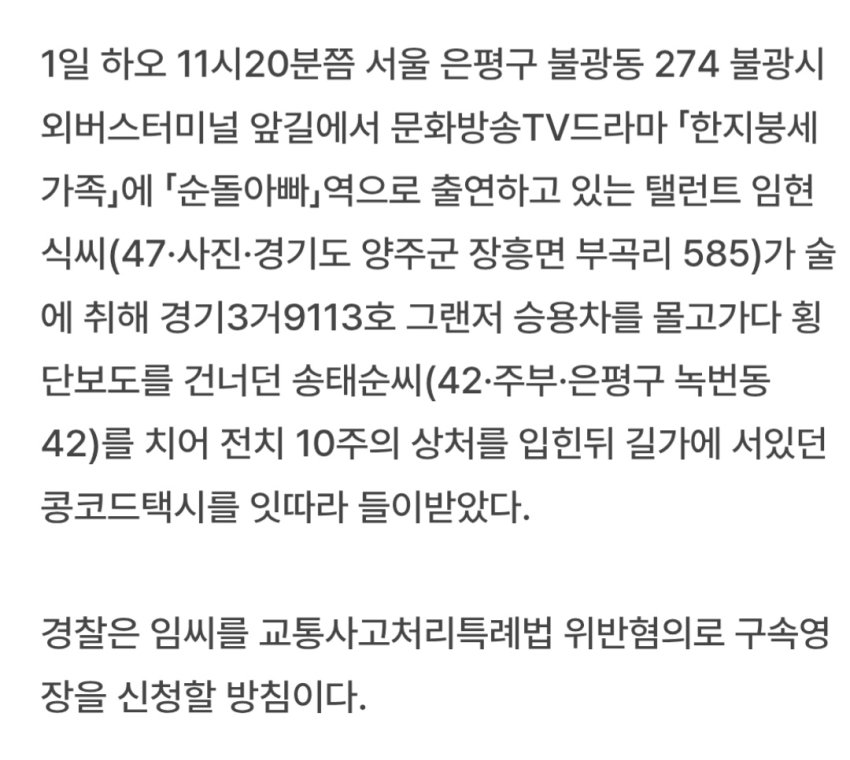 1일 하오 11시20분쯤 서울 은평구 불광동 274 불광시
외버스터미널 앞길에서 문화방송TV드라마 「한지붕세
가족」에 「순돌아빠」역으로 출연하고 있는 탤런트 임현
식씨(47·사진·경기도 양주군 장흥면 부곡리 585)가 술
에 취해 경기3거9113호 그랜저 승용차를 몰고가다 횡
단보도를 건너던 송태순씨(42·주부·은평구 녹번동
42)를 치어 전치 10주의 상처를 입힌뒤 길가에 서있던
콩코드택시를 잇따라 들이받았다.
경찰은 임씨를 교통사고처리특례법 위반혐의로 구속영
장을 신청할 방침이다.